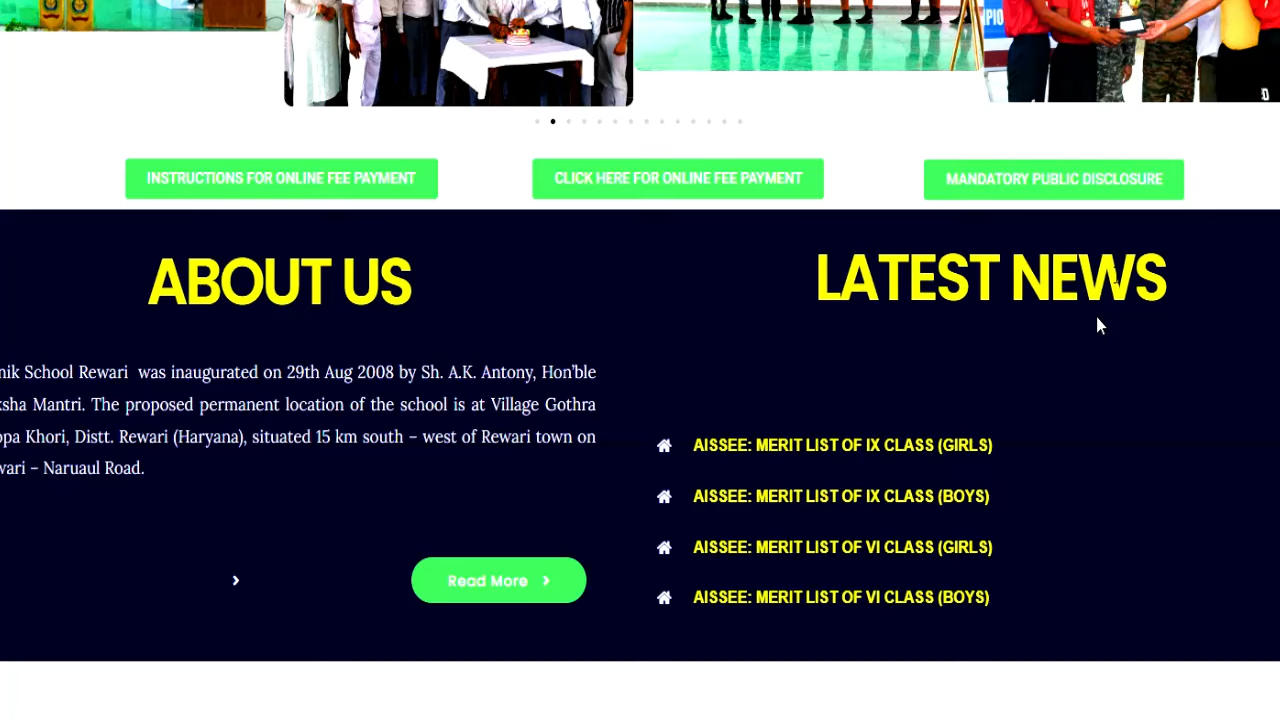 INSTRUCTIONS FOR ONLINE FEE PAYMENT
CLICK HERE FOR ONLINE FEE PAYMENT
MANDATORY PUBLIC DISCLOSURE
ABOUT US
nik School Rewari was inaugurated on 29th Aug 2008 by Sh. A.K. Antony, Hon'ble
ksha Mantri. The proposed permanent location of the school is at Village Gothra
ppa Khori, Distt. Rewari (Haryana), situated 15 km south – west of Rewari town on
wari – Naruaul Road.
Read More
LATEST NEWS
AISSEE: MERIT LIST OF IX CLASS (GIRLS)
AISSEE: MERIT LIST OF IX CLASS (BOYS)
AISSEE: MERIT LIST OF VI CLASS (GIRLS)
AISSEE: MERIT LIST OF VI CLASS (BOYS)